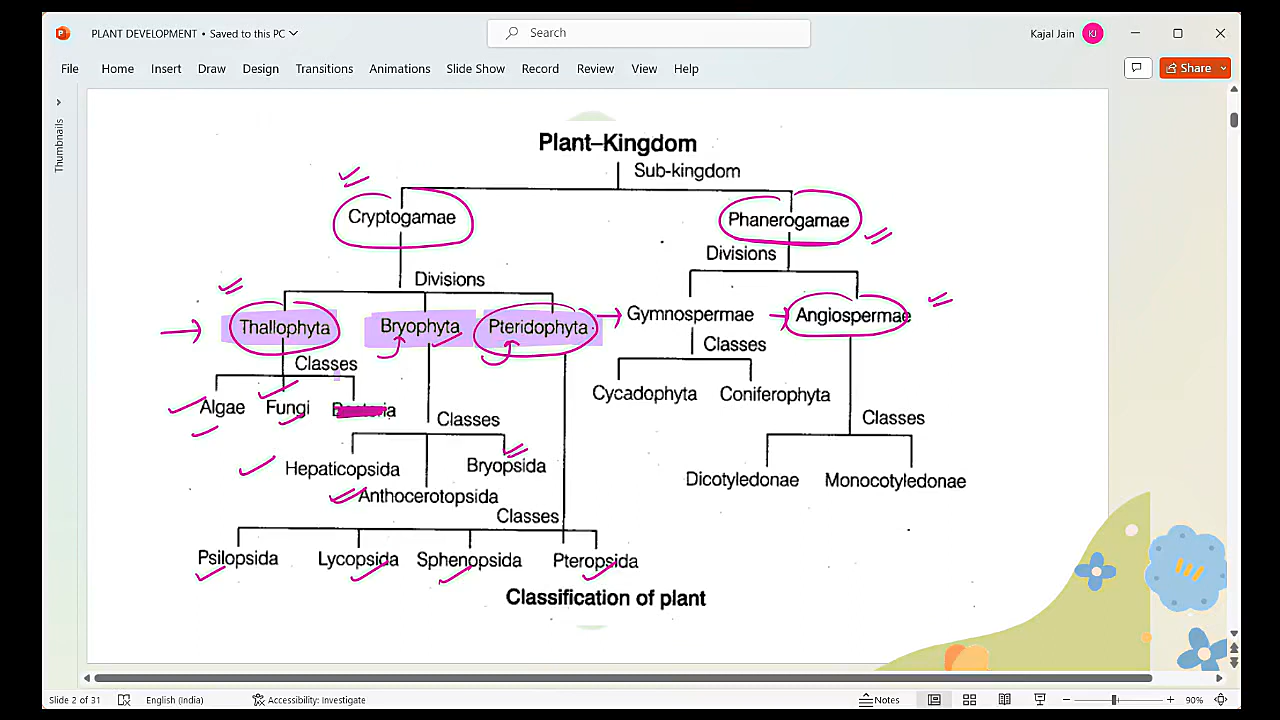 PLANT DEVELOPMENT • Saved to this PC
Search
Kajal Jain KJ
File Home Insert Draw Design Transitions Animations Slide Show Record Review View Help
Share
Thumbnails
Plant–Kingdom
Sub-kingdom
Cryptogamae
Phanerogamae
Divisions
Divisions
Thallophyta Bryophyta Pteridophyta
Gymnospermae Angiospermae
Classes
Classes
Algae Fungi
Cycadophyta Coniferophyta
Classes
Classes
Hepaticopsida Bryopsida
Anthocerotopsida
Dicotyledonae Monocotyledonae
Classes
Psilopsida Lycopsida Sphenopsida Pteropsida
Classification of plant
Slide 2 of 31 English (India) Accessibility: Investigate Notes 90%